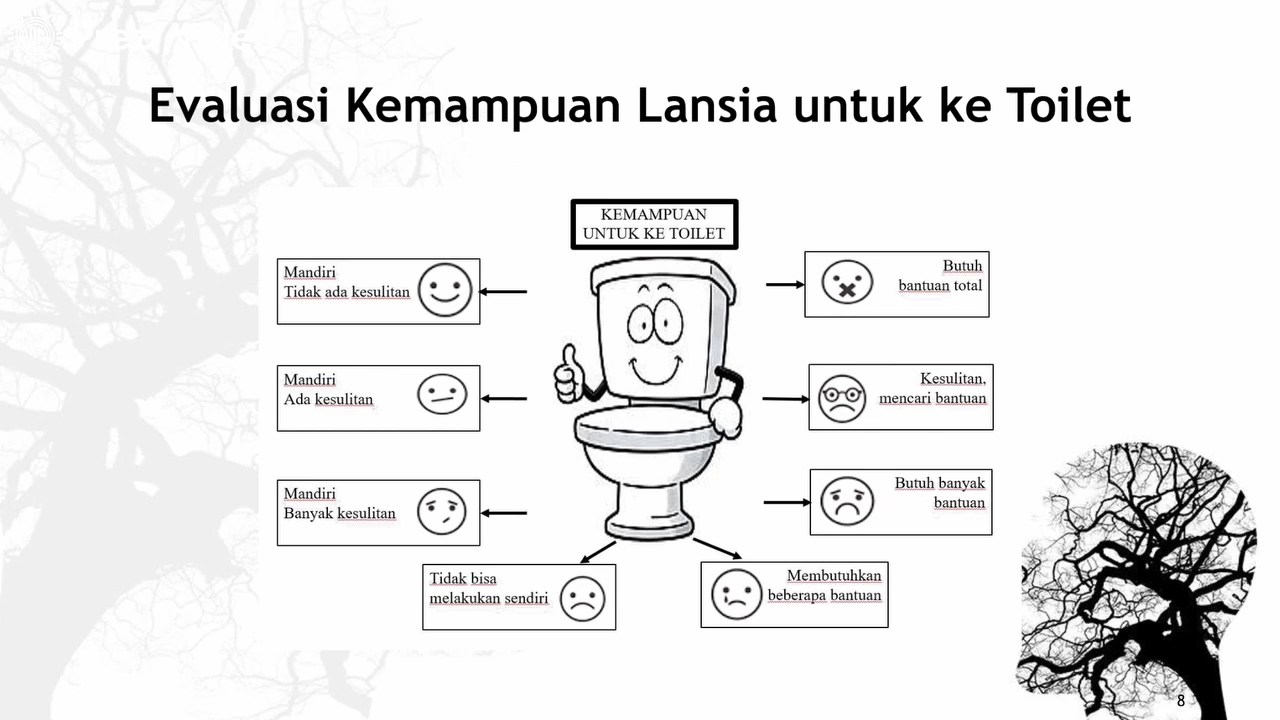 Evaluasi Kemampuan Lansia untuk ke Toilet
KEMAMPUAN
UNTUK KE TOILET
Mandiri
Tidak ada kesulitan
Mandiri
Ada kesulitan
Mandiri
Banyak kesulitan
Tidak bisa
melakukan sendiri
Butuh
bantuan total
Kesulitan,
mencari bantuan
Butuh banyak
bantuan
Membutuhkan
beberapa bantuan
8